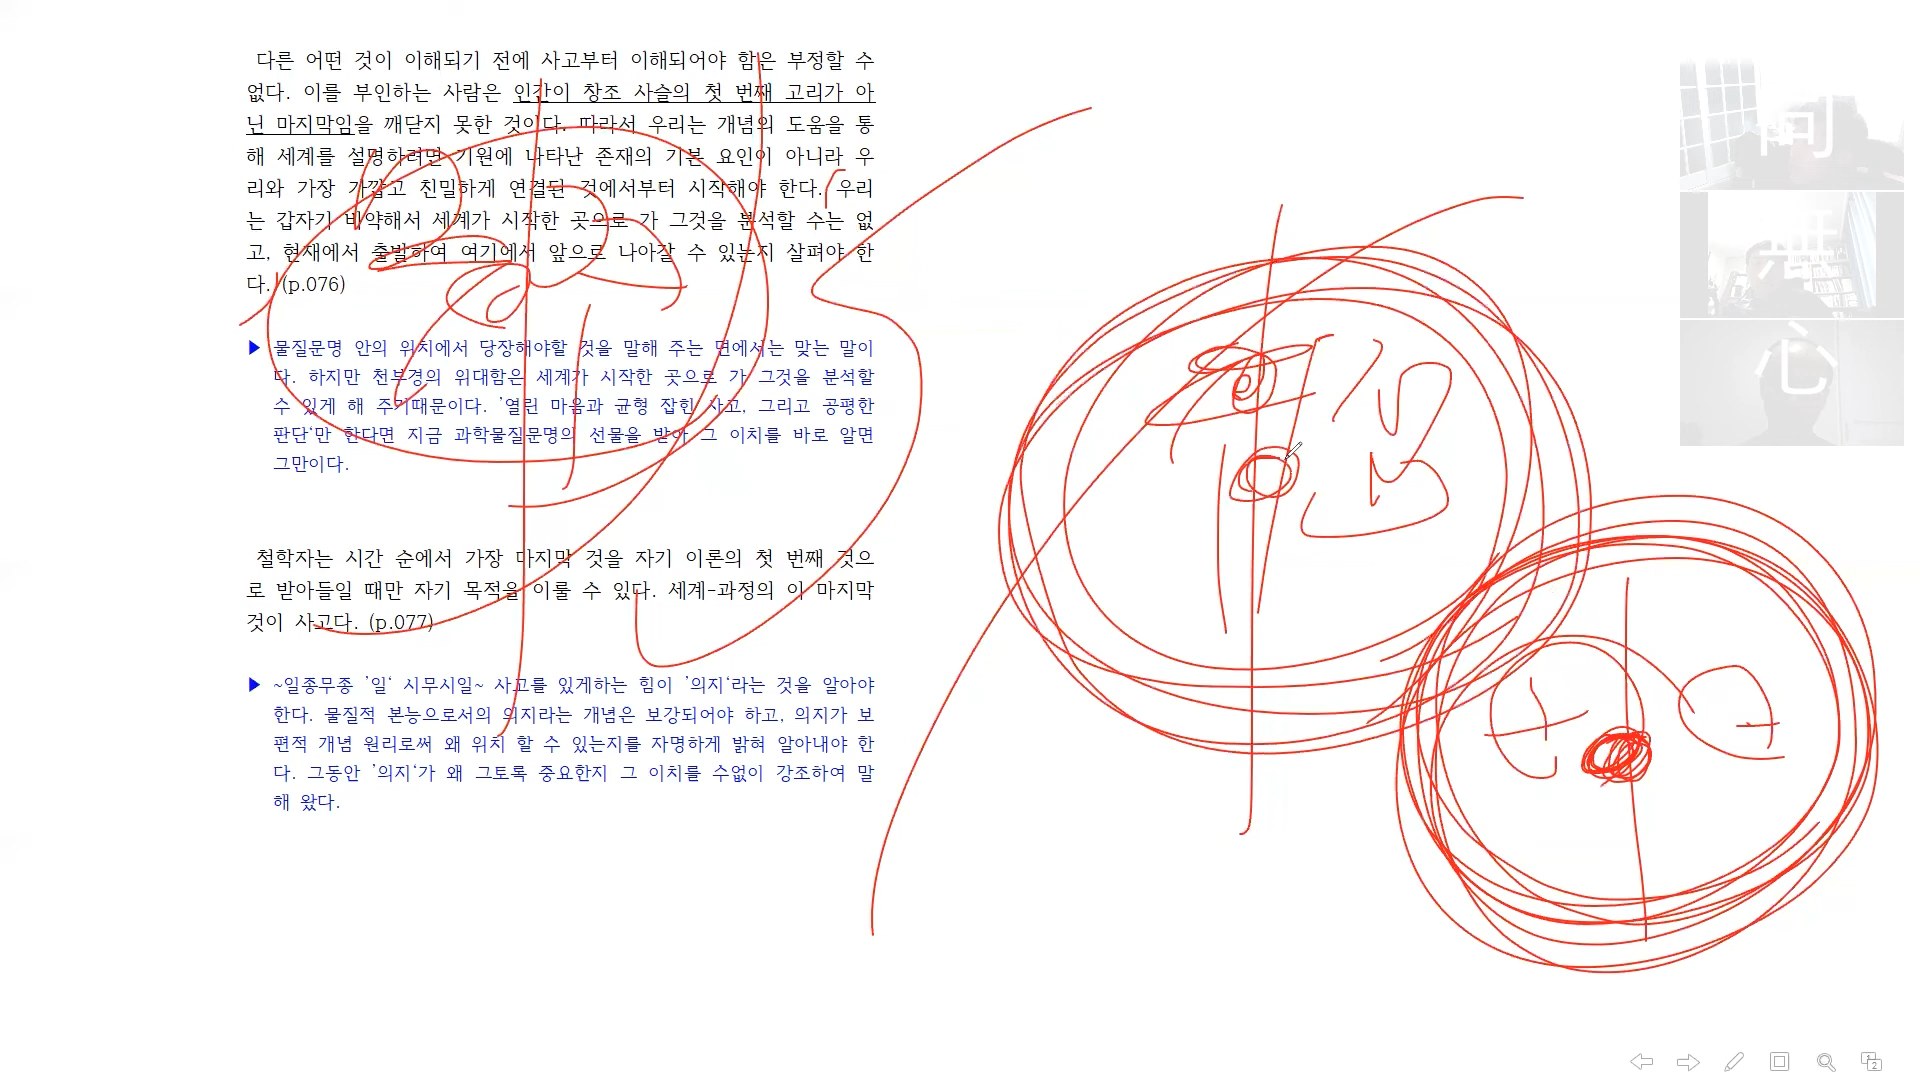 다른 어떤 것이 이해되기 전에 사고부터 이해되어야 함은 부정할 수
없다. 이를 부인하는 사람은 인간이 창조 사슬의 첫 번째 고리가 아
닌 마지막임을 깨닫지 못한 것이다. 따라서 우리는 개념의 도움을 통
해 세계를 설명하려면 기원에 나타난 존재의 기본 요인이 아니라 우
리와 가장 가깝고 친밀하게 연결된 것에서부터 시작해야 한다. 우리
는 갑자기 비약해서 세계가 시작한 곳으로 가 그것을 분석할 수는 없
고, 현재에서 출발하여 여기에서 앞으로 나아갈 수 있는지 살펴야 한
다. (p.076)
▶ 물질문명 안의 위치에서 당장해야할 것을 말해 주는 면에서는 맞는 말이
다. 하지만 천부경의 위대함은 세계가 시작한 곳으로 가 그것을 분석할
수 있게 해 주기때문이다. '열린 마음과 균형 잡힌 사고, 그리고 공평한
판단'만 한다면 지금 과학물질문명의 선물을 받아 그 이치를 바로 알면
그만이다.
철학자는 시간 순에서 가장 마지막 것을 자기 이론의 첫 번째 것으
로 받아들일 때만 자기 목적을 이룰 수 있다. 세계-과정의 이 마지막
것이 사고다. (p.077)
▶ ~일종무종 '일' 시무시일~ 사고를 있게하는 힘이 '의지'라는 것을 알아야
한다. 물질적 본능으로서의 의지라는 개념은 보강되어야 하고, 의지가 보
편적 개념 원리로써 왜 위치 할 수 있는지를 자명하게 밝혀 알아내야 한
다. 그동안 '의지'가 왜 그토록 중요한지 그 이치를 수없이 강조하여 말
해 왔다.
心